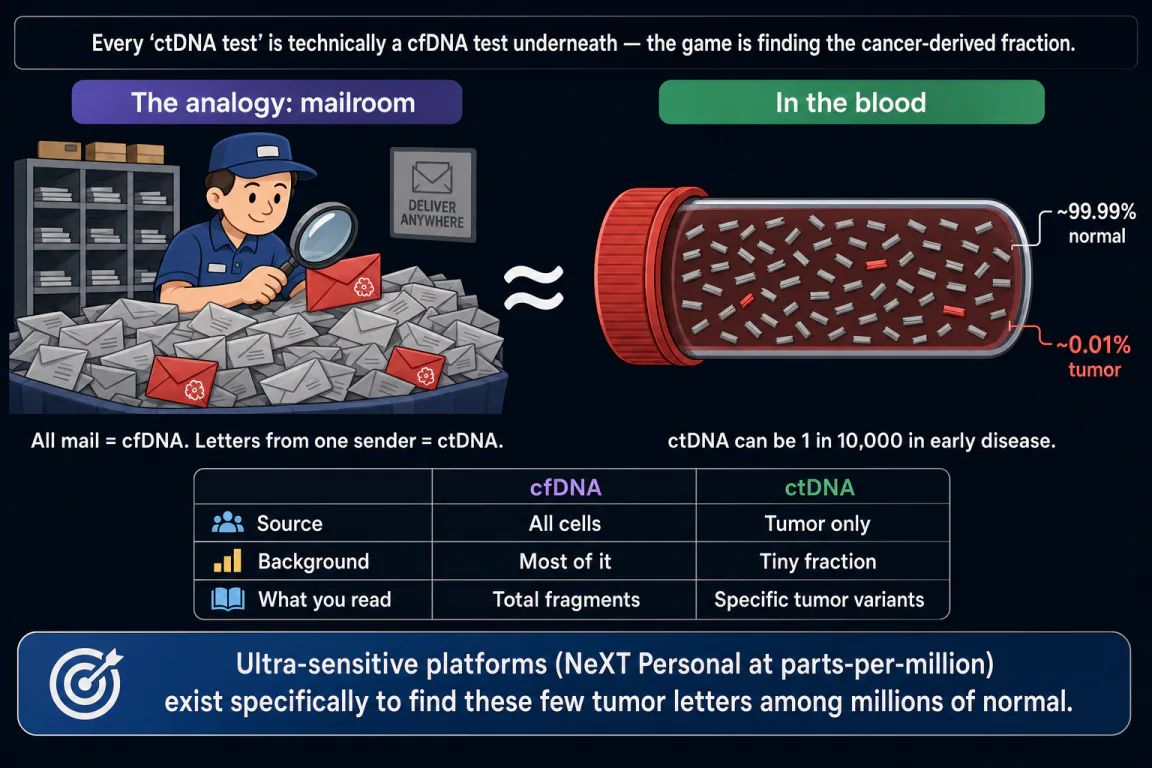 Every ‘ctDNA test’ is technically a cfDNA test underneath — the game is finding the cancer-derived fraction.
The analogy: mailroom
In the blood
DELIVER
ANYWHERE
≈
~99.99%
normal
~0.01%
tumor
All mail = cfDNA. Letters from one sender = ctDNA.
ctDNA can be 1 in 10,000 in early disease.
cfDNA ctDNA
Source All cells Tumor only
Background Most of it Tiny fraction
What you read Total fragments Specific tumor variants
Ultra-sensitive platforms (NeXT Personal at parts-per-million)
exist specifically to find these few tumor letters among millions of normal.